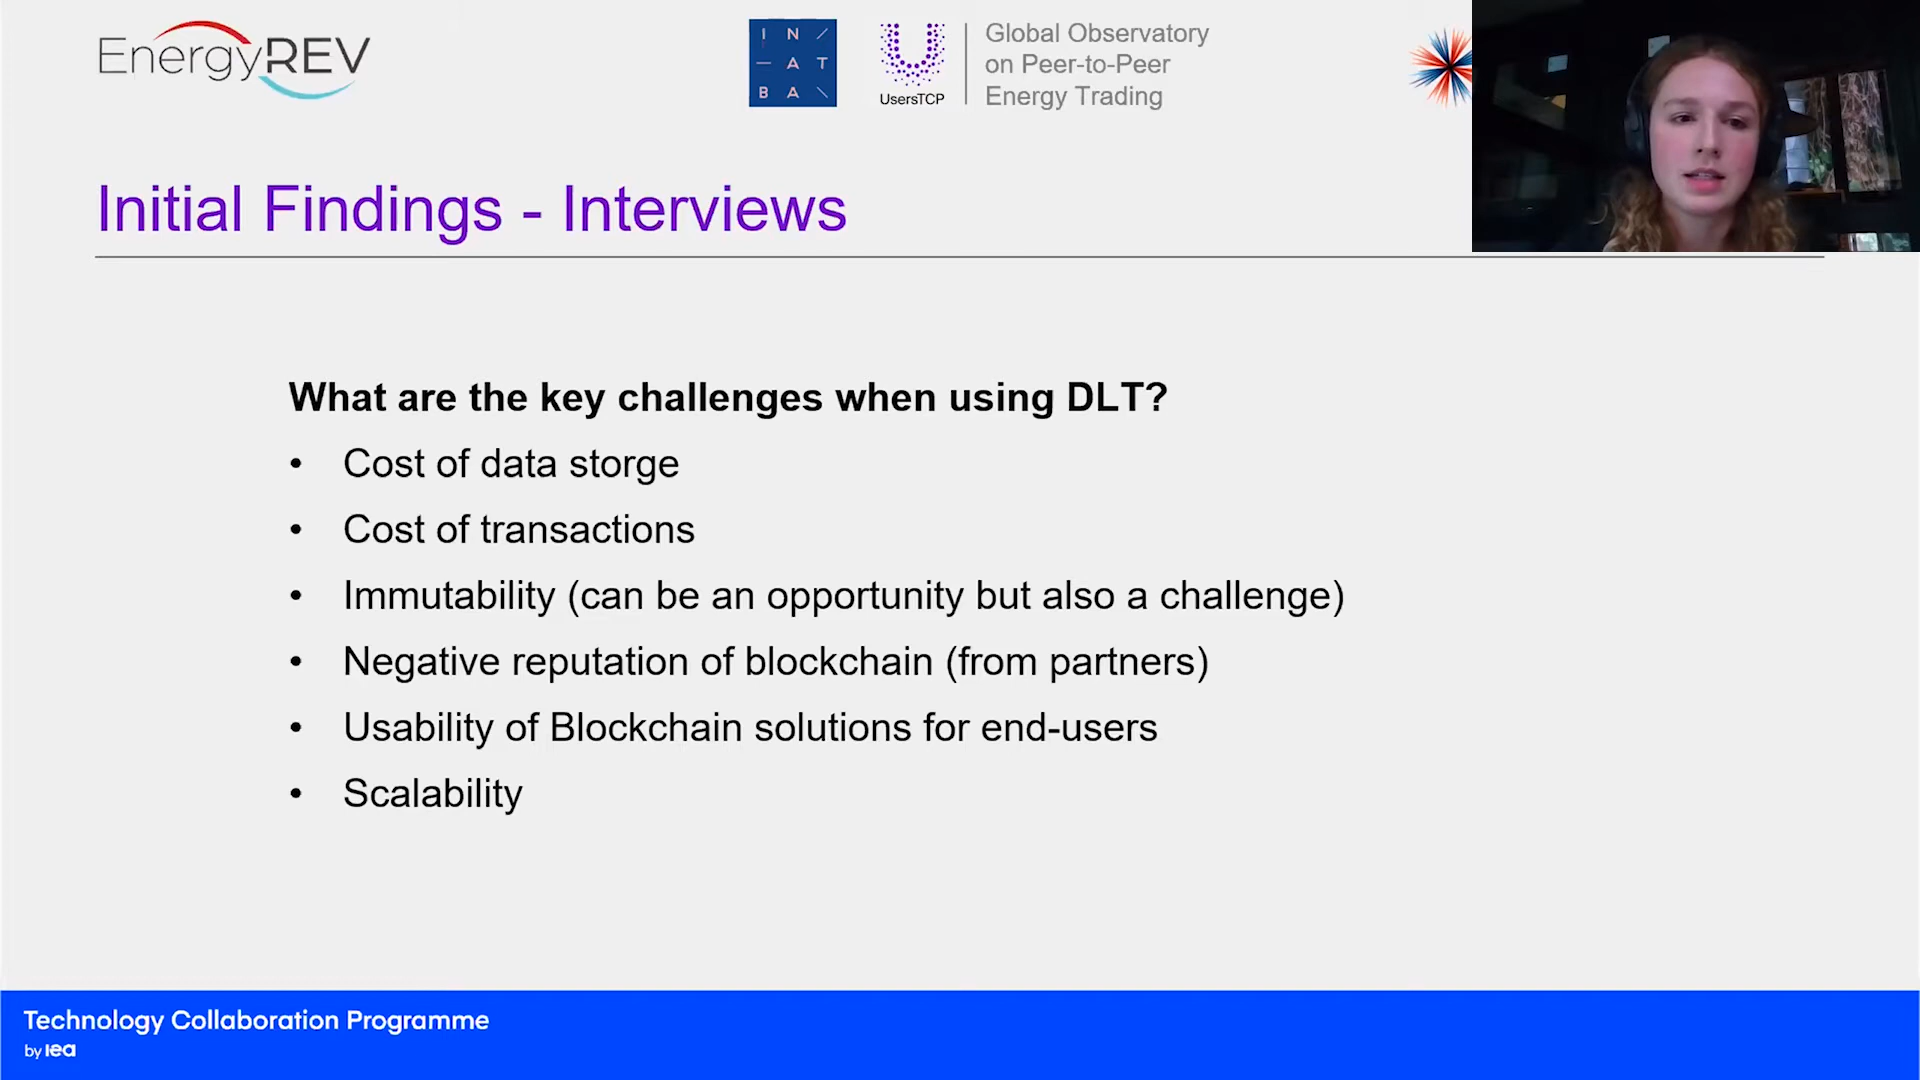 EnergyREV
I N /
— A T
B A \
UsersTCP
Global Observatory
on Peer-to-Peer
Energy Trading
Initial Findings - Interviews
What are the key challenges when using DLT?
• Cost of data storge
• Cost of transactions
• Immutability (can be an opportunity but also a challenge)
• Negative reputation of blockchain (from partners)
• Usability of Blockchain solutions for end-users
• Scalability
Technology Collaboration Programme
by iea